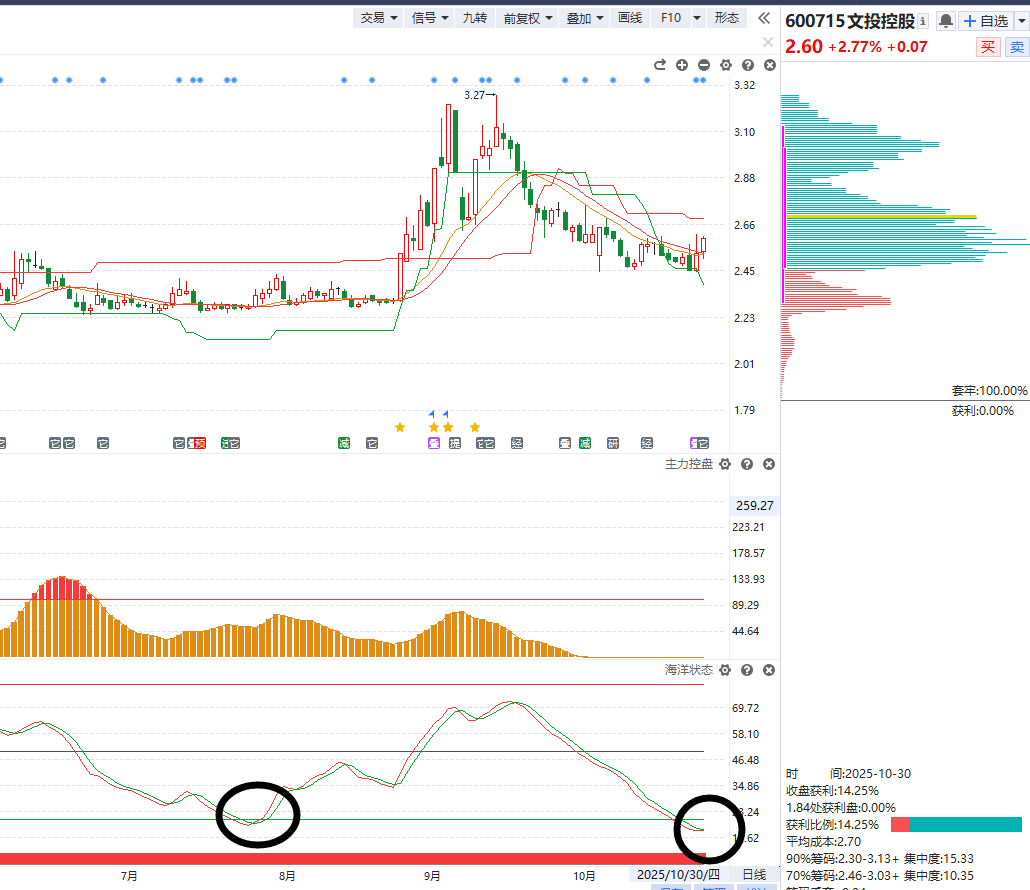 交易 信号 九转 前复权 叠加 画线 F10 形态
600715 文投控股 自选
2.60 +2.77% +0.07 买 卖
3.32
3.27
3.10
2.88
2.66
2.45
2.23
2.01
1.79
套牢:100.00%
获利:0.00%
主力控盘
259.27
223.21
178.57
133.93
89.29
44.64
海洋状态
69.72
58.10
46.48
34.86
时 间:2025-10-30
收盘获利:14.25%
1.84处获利盘:0.00%
获利比例:14.25%
平均成本:2.70
90%筹码:2.30-3.13+ 集中度:15.33
70%筹码:2.46-3.03+ 集中度:10.35
7月 8月 9月 10月 2025/10/30/四 日线